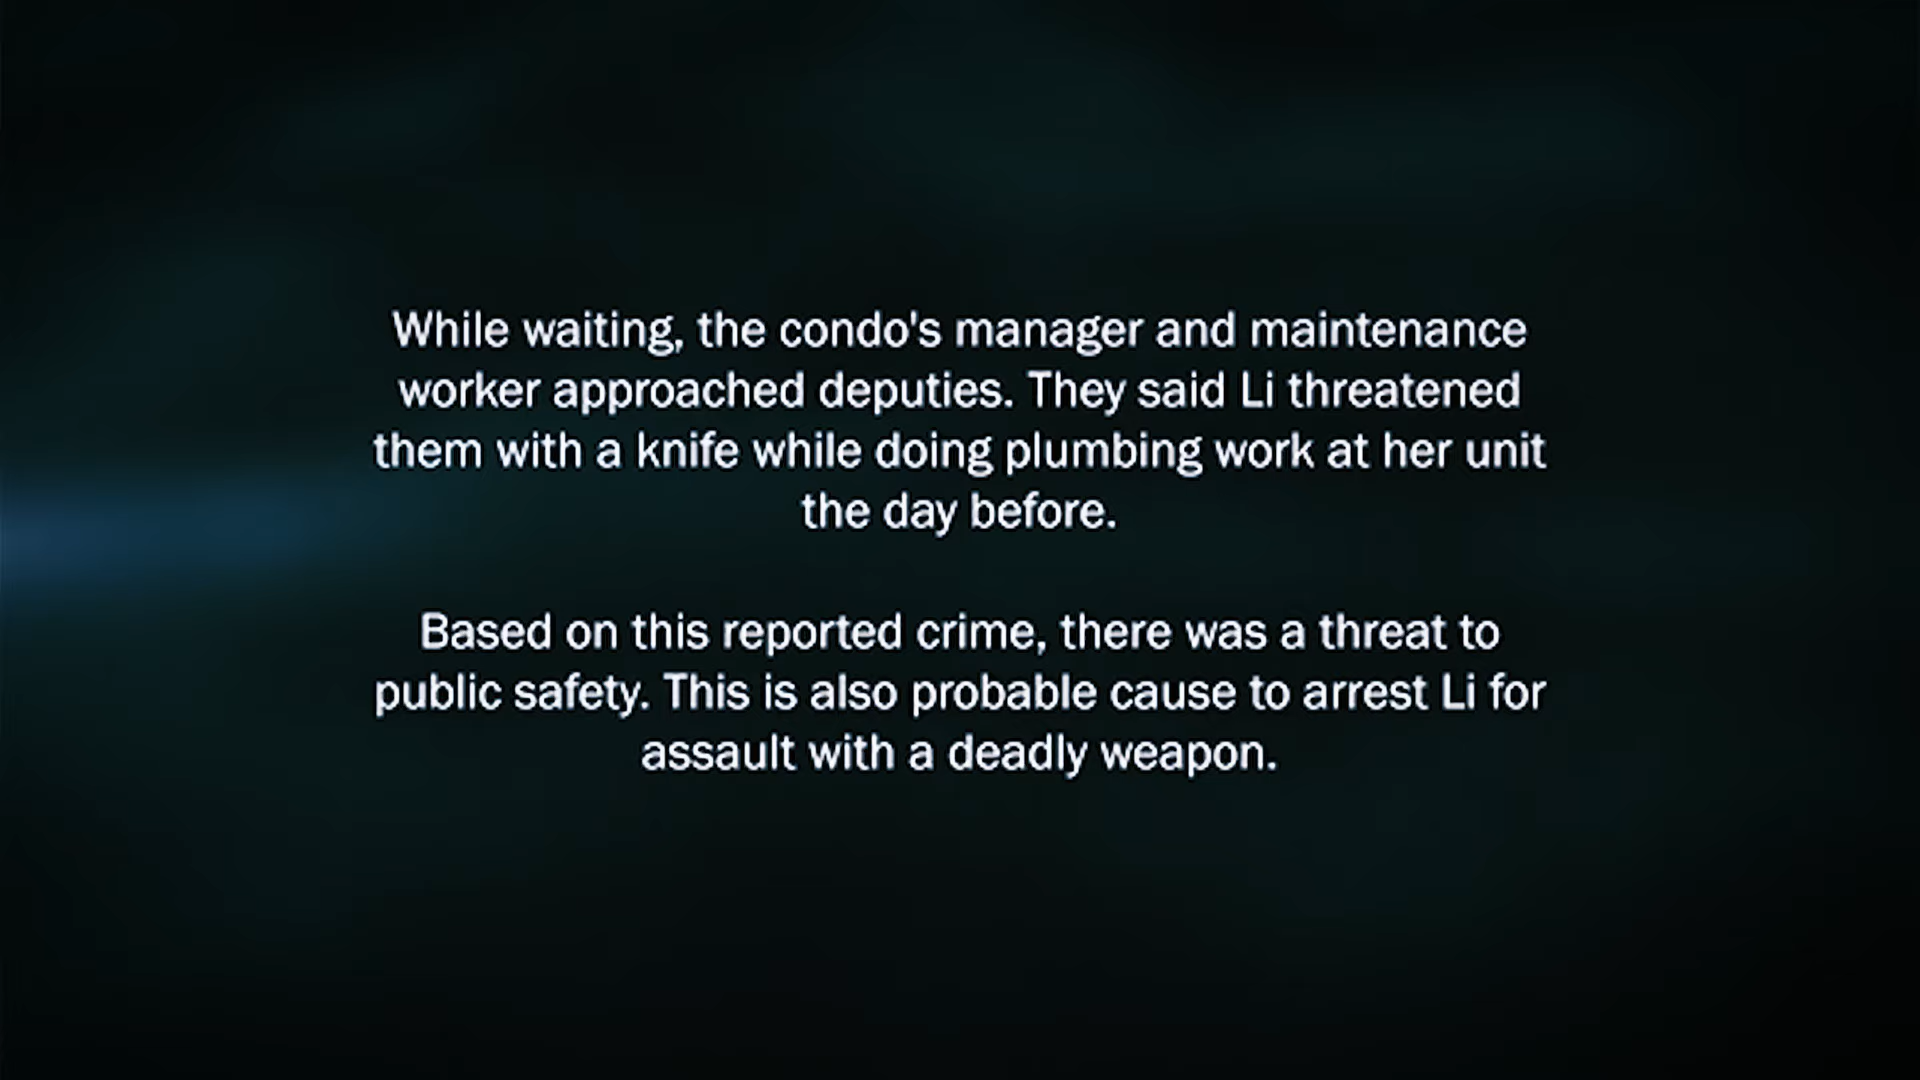 While waiting, the condo's manager and maintenance
worker approached deputies. They said Li threatened
them with a knife while doing plumbing work at her unit
the day before.
Based on this reported crime, there was a threat to
public safety. This is also probable cause to arrest Li for
assault with a deadly weapon.